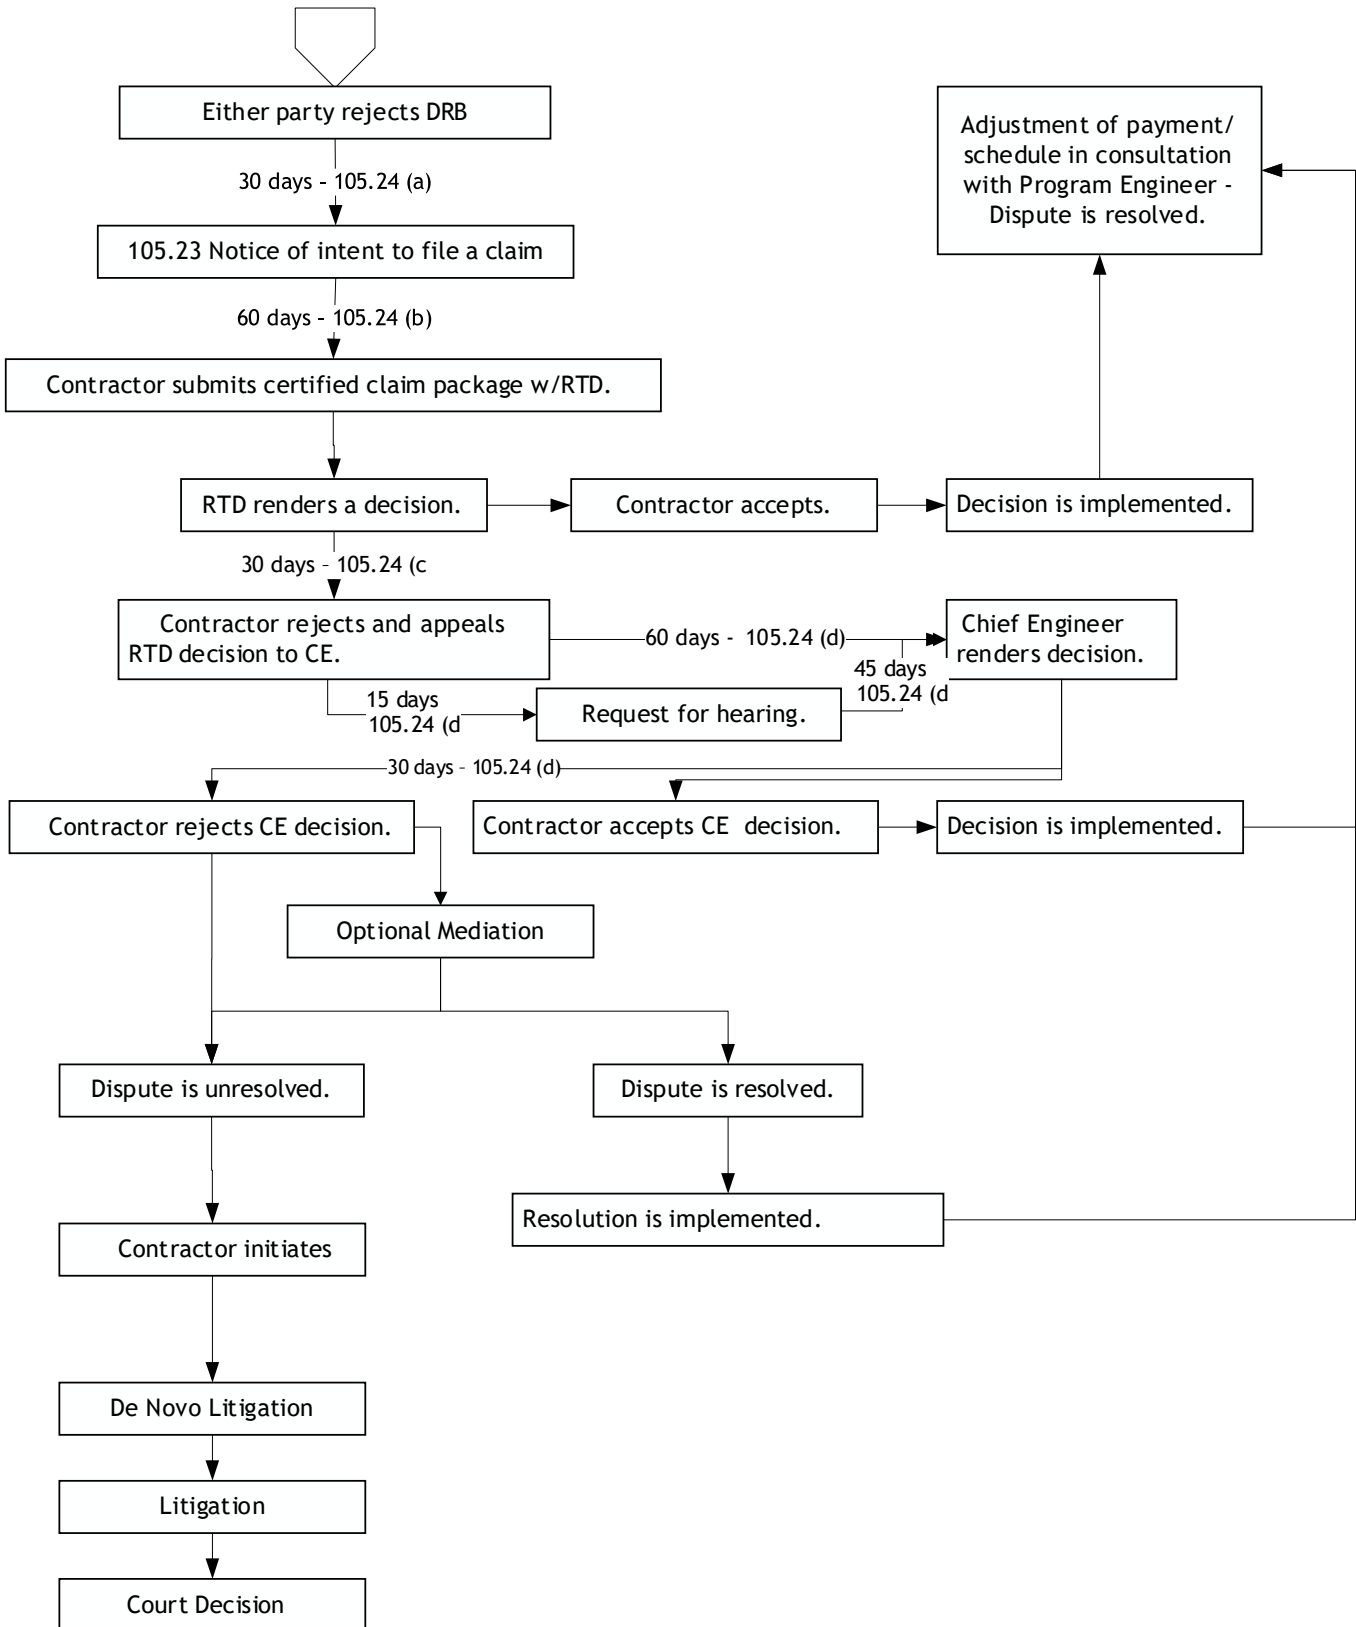 Either party rejects DRB
30 days - 105.24 (a)
105.23 Notice of intent to file a claim
60 days - 105.24 (b)
Contractor submits certified claim package w/RTD.
Adjustment of payment/
schedule in consultation
with Program Engineer -
Dispute is resolved.
RTD renders a decision.
Contractor accepts.
Decision is implemented.
30 days – 105.24 (c
Contractor rejects and appeals
RTD decision to CE.
60 days - 105.24 (d)
Chief Engineer
renders decision.
45 days
105.24 (d
15 days
105.24 (d
Request for hearing.
30 days – 105.24 (d)
Contractor rejects CE decision.
Contractor accepts CE decision.
Decision is implemented.
Optional Mediation
Dispute is unresolved.
Dispute is resolved.
Resolution is implemented.
Contractor initiates
De Novo Litigation
Litigation
Court Decision